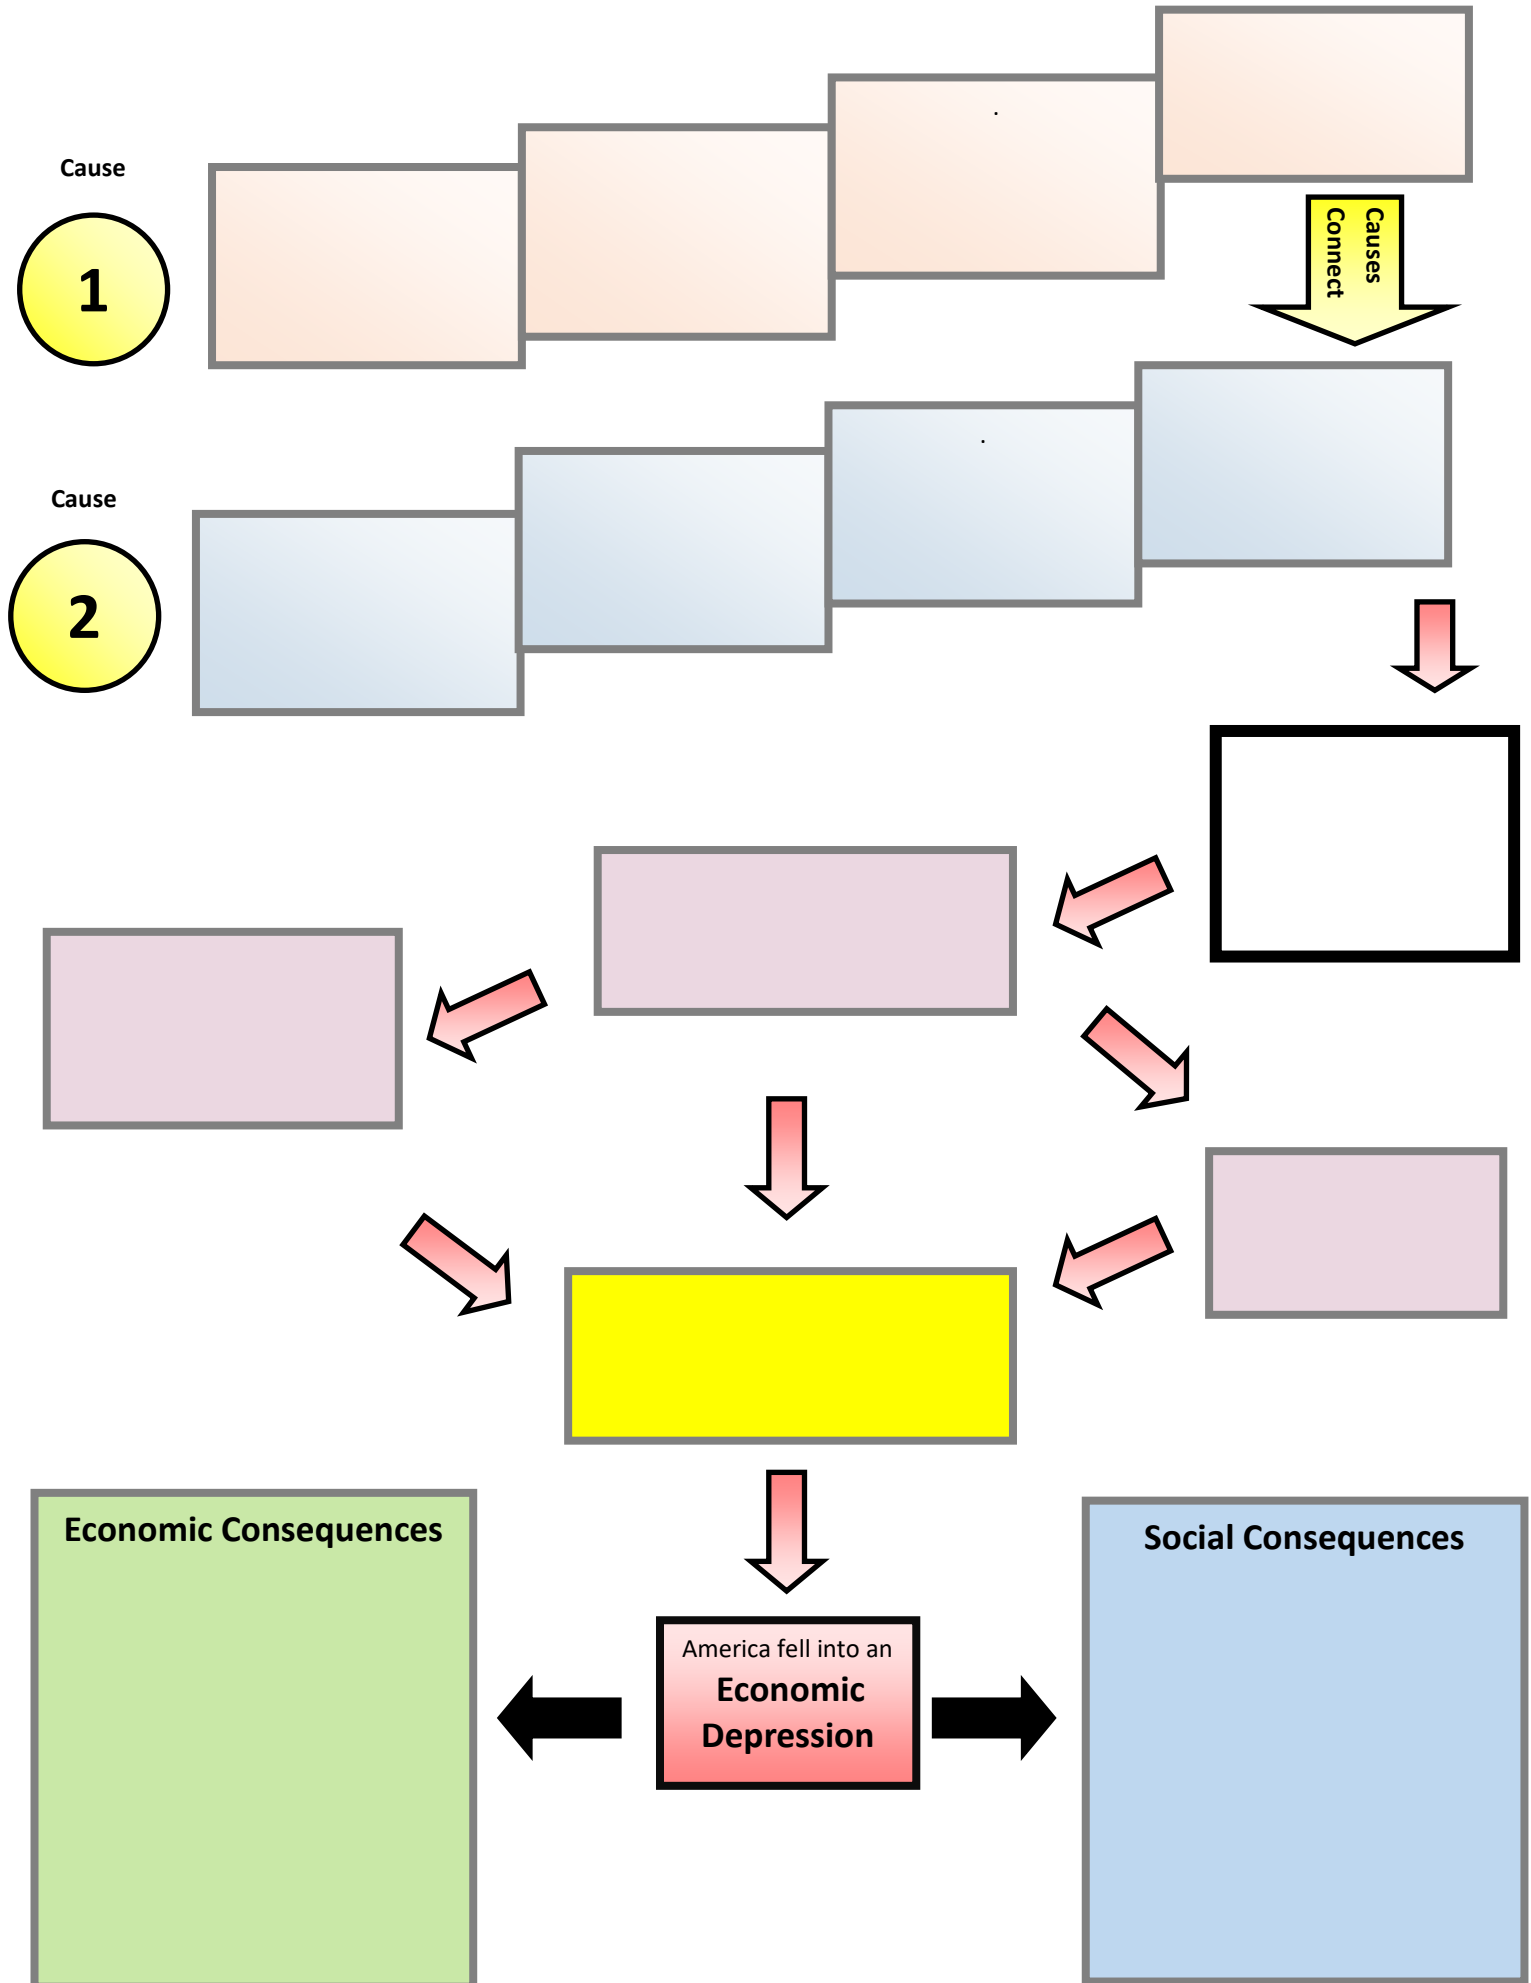 .
Cause
1
Causes
Connect
.
Cause
2
Economic Consequences
Social Consequences
America fell into an
Economic
Depression